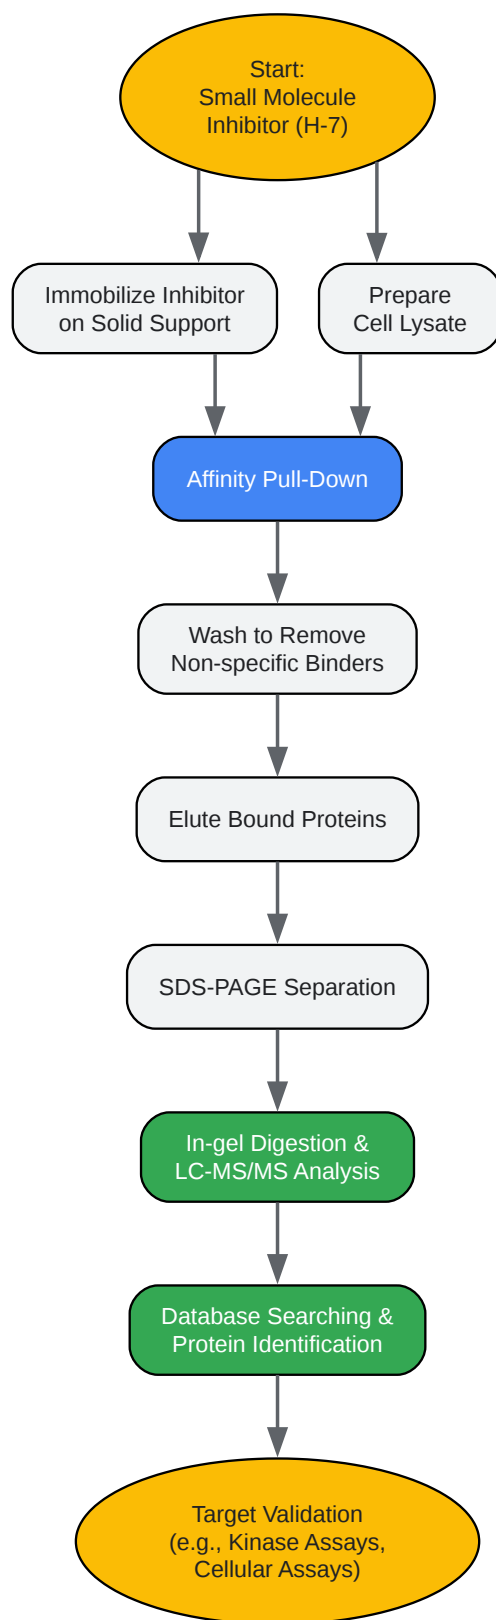 Start:
Small Molecule
Inhibitor (H-7)
Immobilize Inhibitor
on Solid Support
Prepare
Cell Lysate
Affinity Pull-Down
Wash to Remove
Non-specific Binders
Elute Bound Proteins
SDS-PAGE Separation
In-gel Digestion &
LC-MS/MS Analysis
Database Searching &
Protein Identification
Target Validation
(e.g., Kinase Assays,
Cellular Assays)